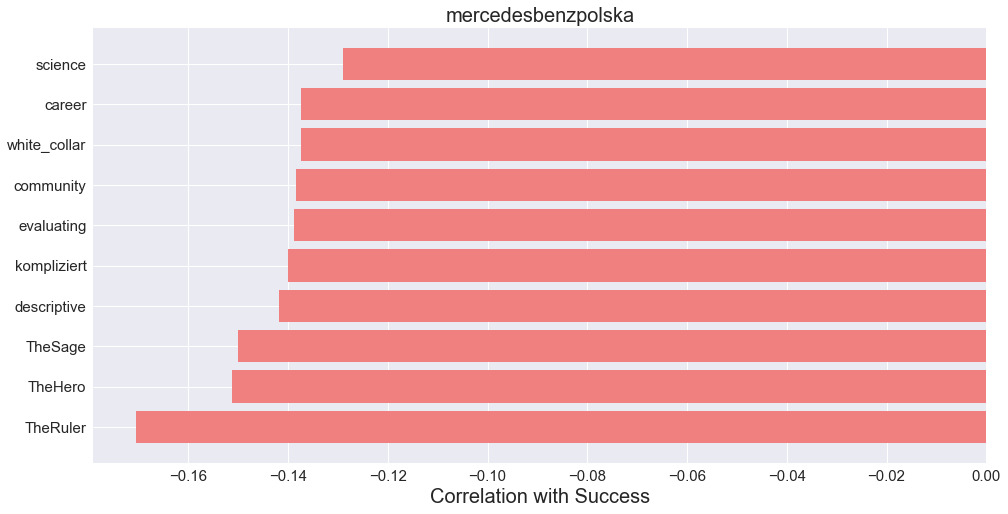 mercedesbenzpolska
science
career
white_collar
community
evaluating
kompliziert
descriptive
TheSage
TheHero
TheRuler
−0.16 −0.14 −0.12 −0.10 −0.08 −0.06 −0.04 −0.02 0.00
Correlation with Success